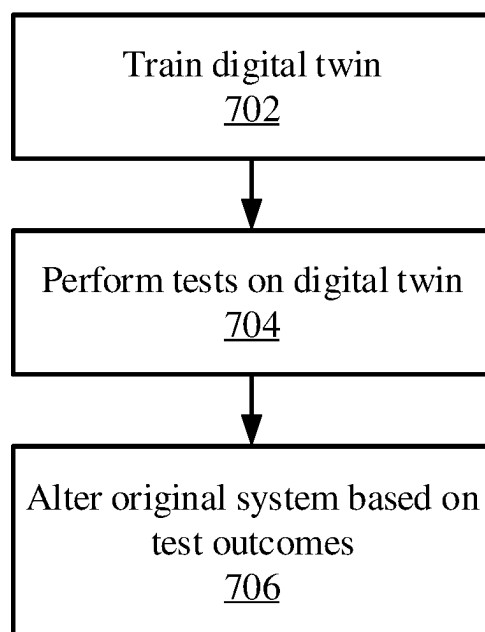 Train digital twin
702
Perform tests on digital twin
704
Alter original system based on
test outcomes
706